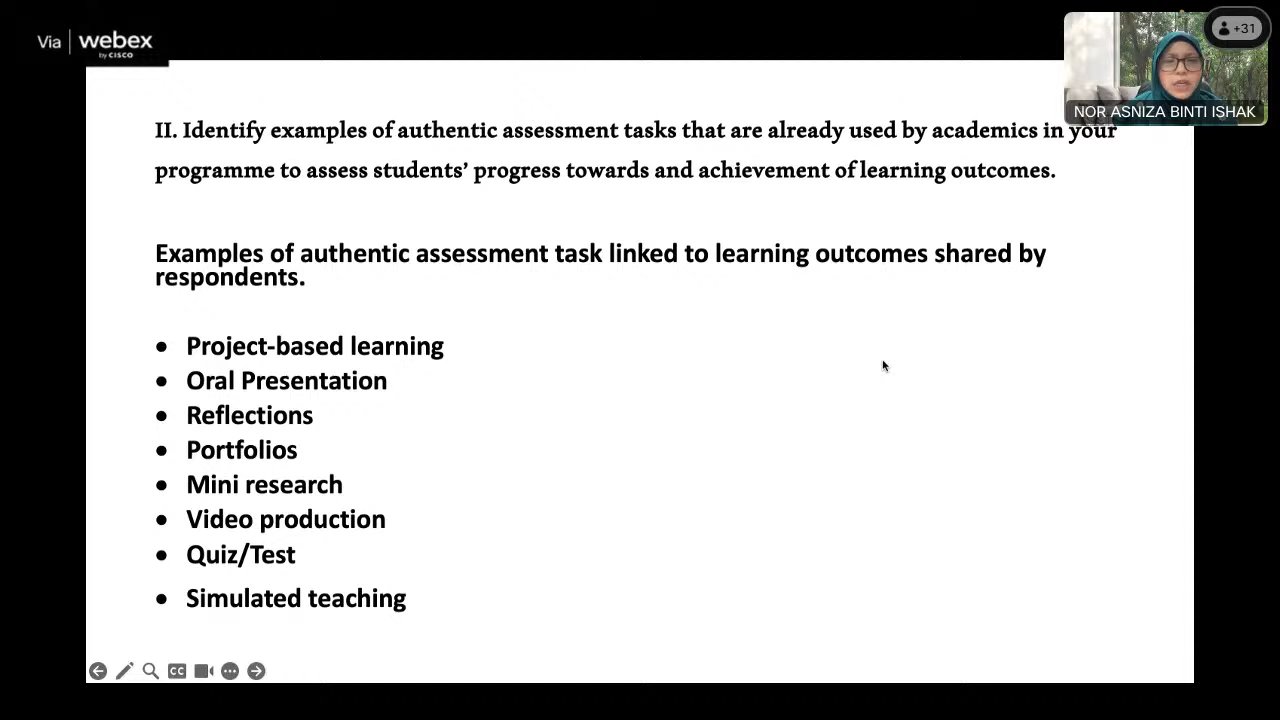 Via webex
by CISCO
+31
NOR ASNIZA BINTI ISHAK
II. Identify examples of authentic assessment tasks that are already used by academics in your
programme to assess students’ progress towards and achievement of learning outcomes.
Examples of authentic assessment task linked to learning outcomes shared by
respondents.
• Project-based learning
• Oral Presentation
• Reflections
• Portfolios
• Mini research
• Video production
• Quiz/Test
• Simulated teaching
CC